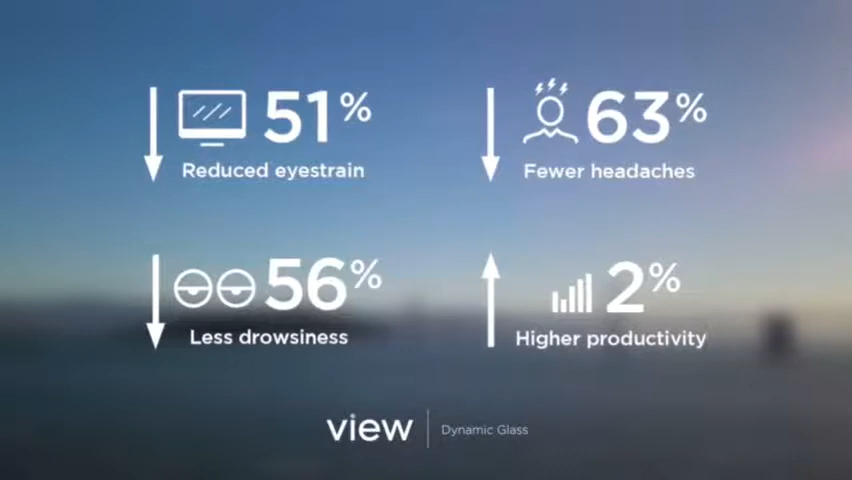 51%
Reduced eyestrain
63%
Fewer headaches
56%
Less drowsiness
2%
Higher productivity
view
Dynamic Glass